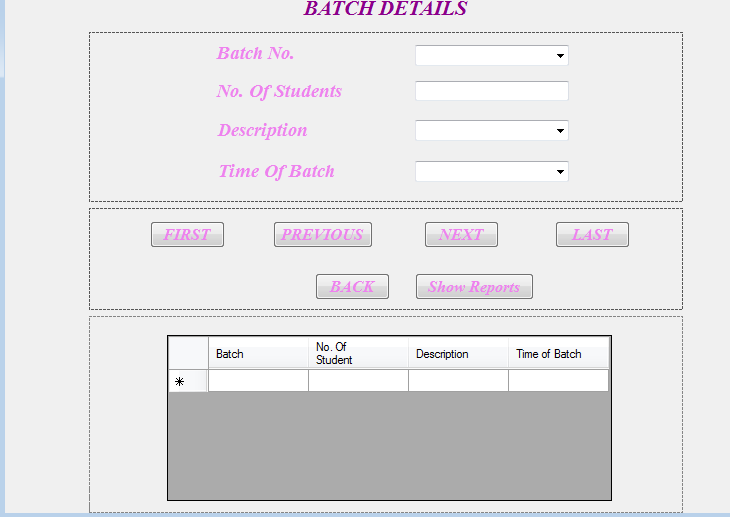 BATCH DETAILS
Batch No.
No. Of Students
Description
Time Of Batch
FIRST PREVIOUS NEXT LAST
BACK Show Reports
Batch No. Of Student Description Time of Batch
*